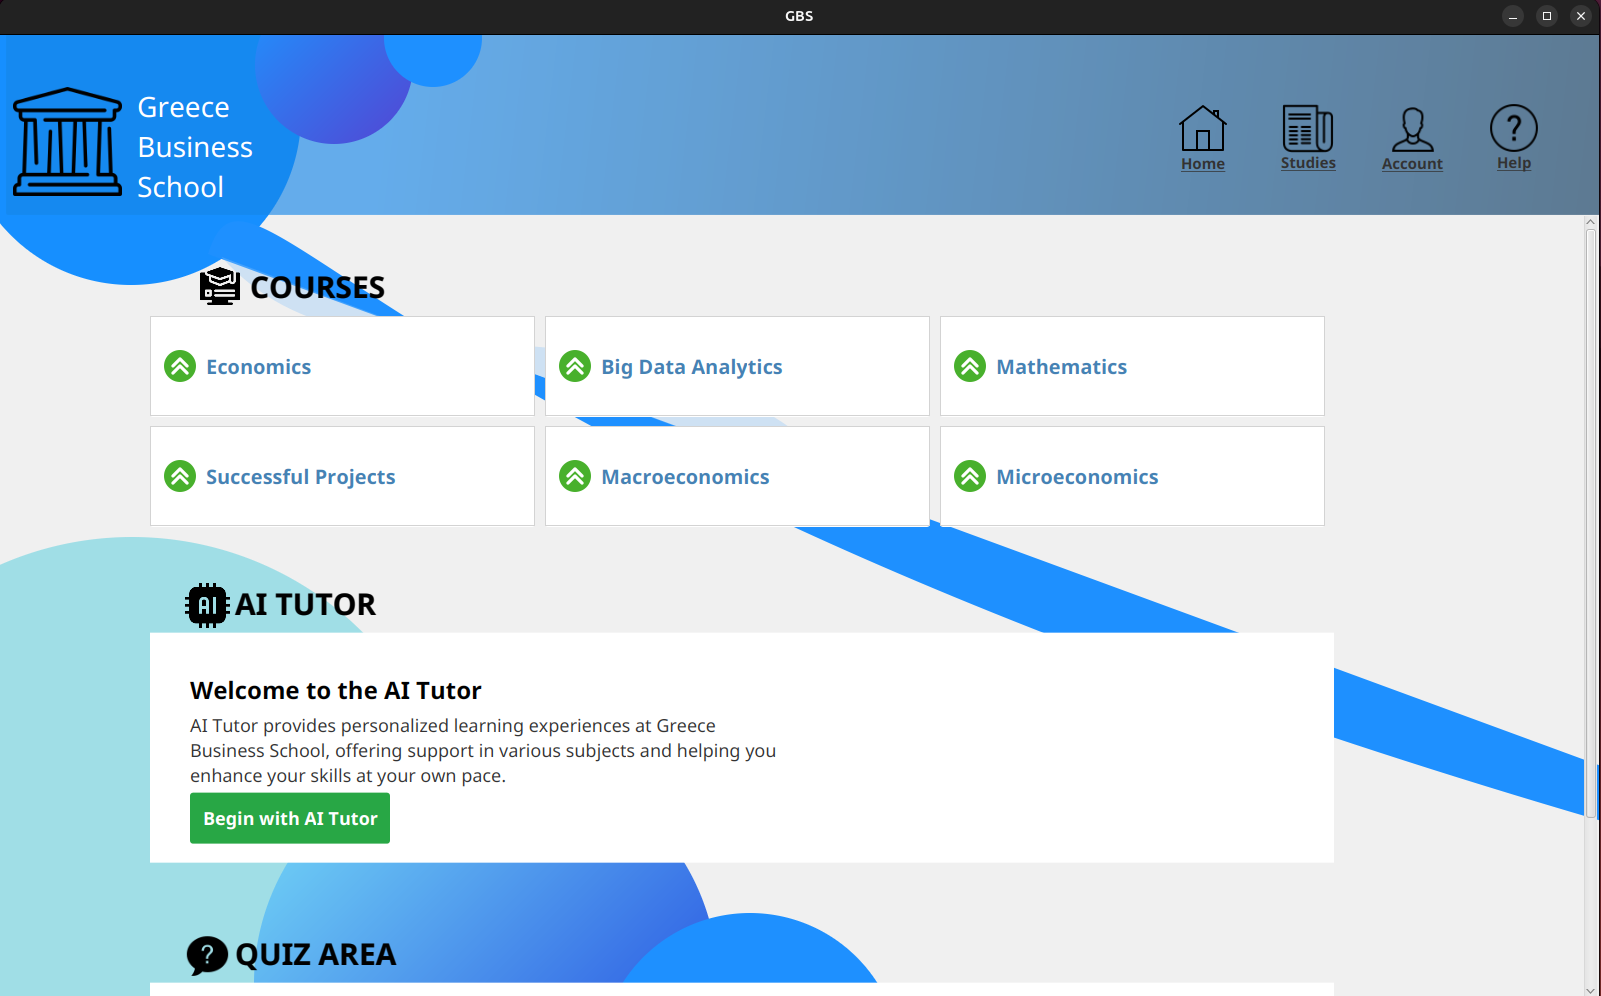 GBS
Greece
Business
School
Home
Studies
Account
Help
COURSES
Economics
Big Data Analytics
Mathematics
Successful Projects
Macroeconomics
Microeconomics
AI
AI TUTOR
Welcome to the AI Tutor
AI Tutor provides personalized learning experiences at Greece
Business School, offering support in various subjects and helping you
enhance your skills at your own pace.
Begin with AI Tutor
QUIZ AREA